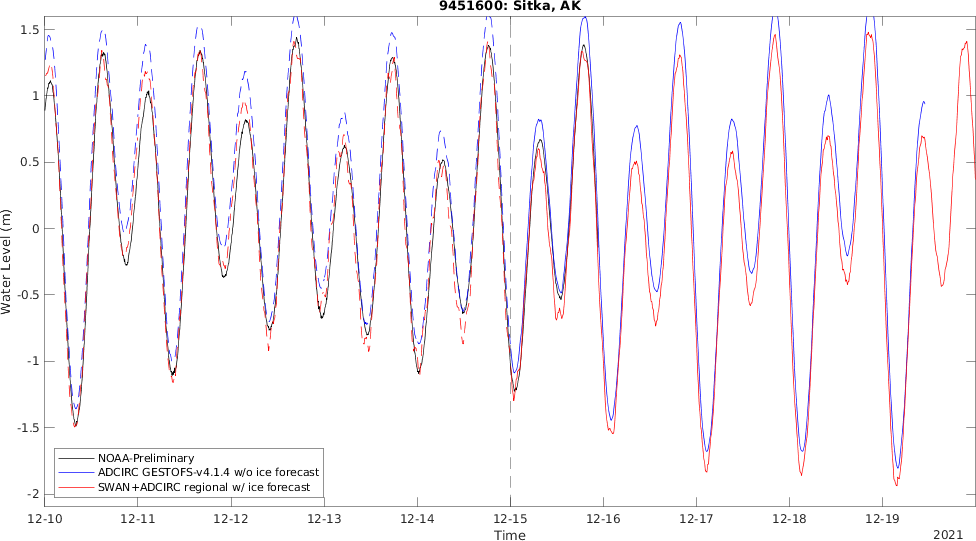 9451600: Sitka, AK
1.5
1
0.5
0
-0.5
-1
-1.5
-2
Water Level (m)
NOAA-Preliminary
ADCIRC GESTOFS-v4.1.4 w/o ice forecast
SWAN+ADCIRC regional w/ ice forecast
12-10 12-11 12-12 12-13 12-14 12-15 12-16 12-17 12-18 12-19
Time
2021